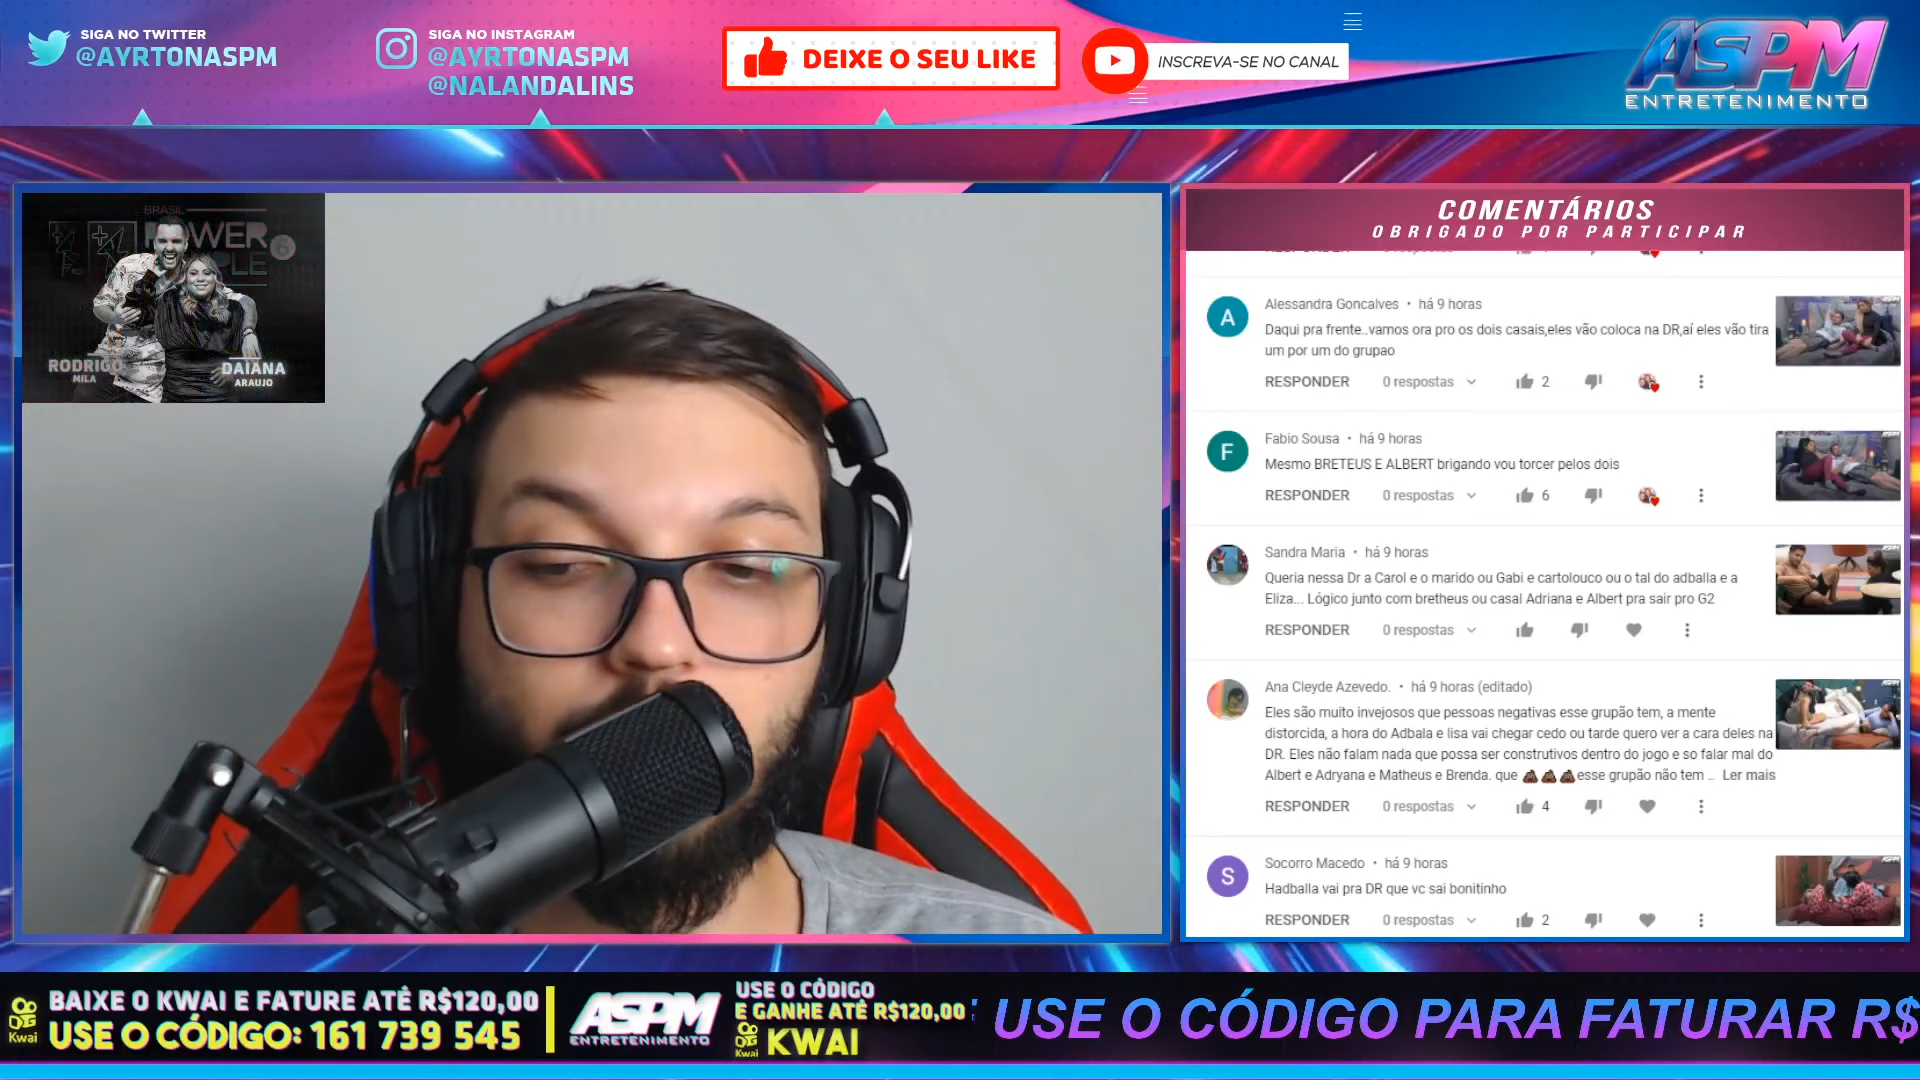 SIGA NO TWITTER
@AYRTONASPM
SIGA NO INSTAGRAM
@AYRTONASPM
@NALANDALINS
DEIXE O SEU LIKE
INSCREVA-SE NO CANAL
ASPM
ENTRETENIMENTO
BRASIL
POWER
6
RODRIGO
MILA
DAIANA
ARAUJO
COMENTÁRIOS
OBRIGADO POR PARTICIPAR
Alessandra Goncalves • há 9 horas
Daqui pra frente..vamos ora pro os dois casais,eles vão coloca na DR,aí eles vão tira
um por um do grupao
RESPONDER 0 respostas 2
Fabio Sousa • há 9 horas
Mesmo BRETEUS E ALBERT brigando vou torcer pelos dois
RESPONDER 0 respostas 6
Sandra Maria • há 9 horas
Queria nessa Dr a Carol e o marido ou Gabi e cartolouco ou o tal do adballa e a
Eliza... Lógico junto com bretheus ou casal Adriana e Albert pra sair pro G2
RESPONDER 0 respostas
Ana Cleyde Azevedo. • há 9 horas (editado)
Eles são muito invejosos que pessoas negativas esse grupão tem, a mente
distorcida, a hora do Adbala e lisa vai chegar cedo ou tarde quero ver a cara deles na
DR. Eles não falam nada que possa ser construtivos dentro do jogo e so falar mal do
Albert e Adryana e Matheus e Brenda. que 💩💩💩esse grupão não tem ... Ler mais
RESPONDER 0 respostas 4
Socorro Macedo • há 9 horas
Hadballa vai pra DR que vc sai bonitinho
RESPONDER 0 respostas 2
Kwai
BAIXE O KWAI E FATURE ATÉ R$120,00
USE O CÓDIGO: 161 739 545
ASPM
ENTRETENIMENTO
USE O CÓDIGO
E GANHE ATÉ R$120,00
Kwai
KWAI
USE O CÓDIGO PARA FATURAR R$